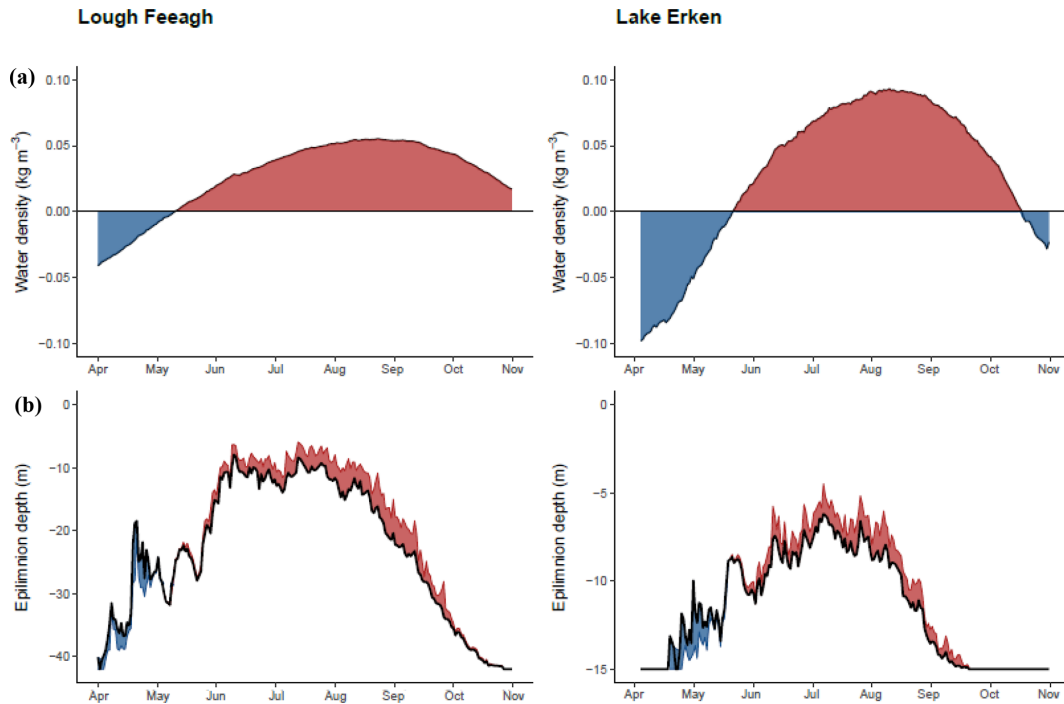 Lough Feeagh
Lake Erken
(a)
Water density (kg m⁻³)
0.10
0.05
0.00
−0.05
−0.10
Apr May Jun Jul Aug Sep Oct Nov
Water density (kg m⁻³)
0.10
0.05
0.00
−0.05
−0.10
Apr May Jun Jul Aug Sep Oct Nov
(b)
Epilimnion depth (m)
0
−10
−20
−30
−40
Apr May Jun Jul Aug Sep Oct Nov
Epilimnion depth (m)
0
−5
−10
−15
Apr May Jun Jul Aug Sep Oct Nov